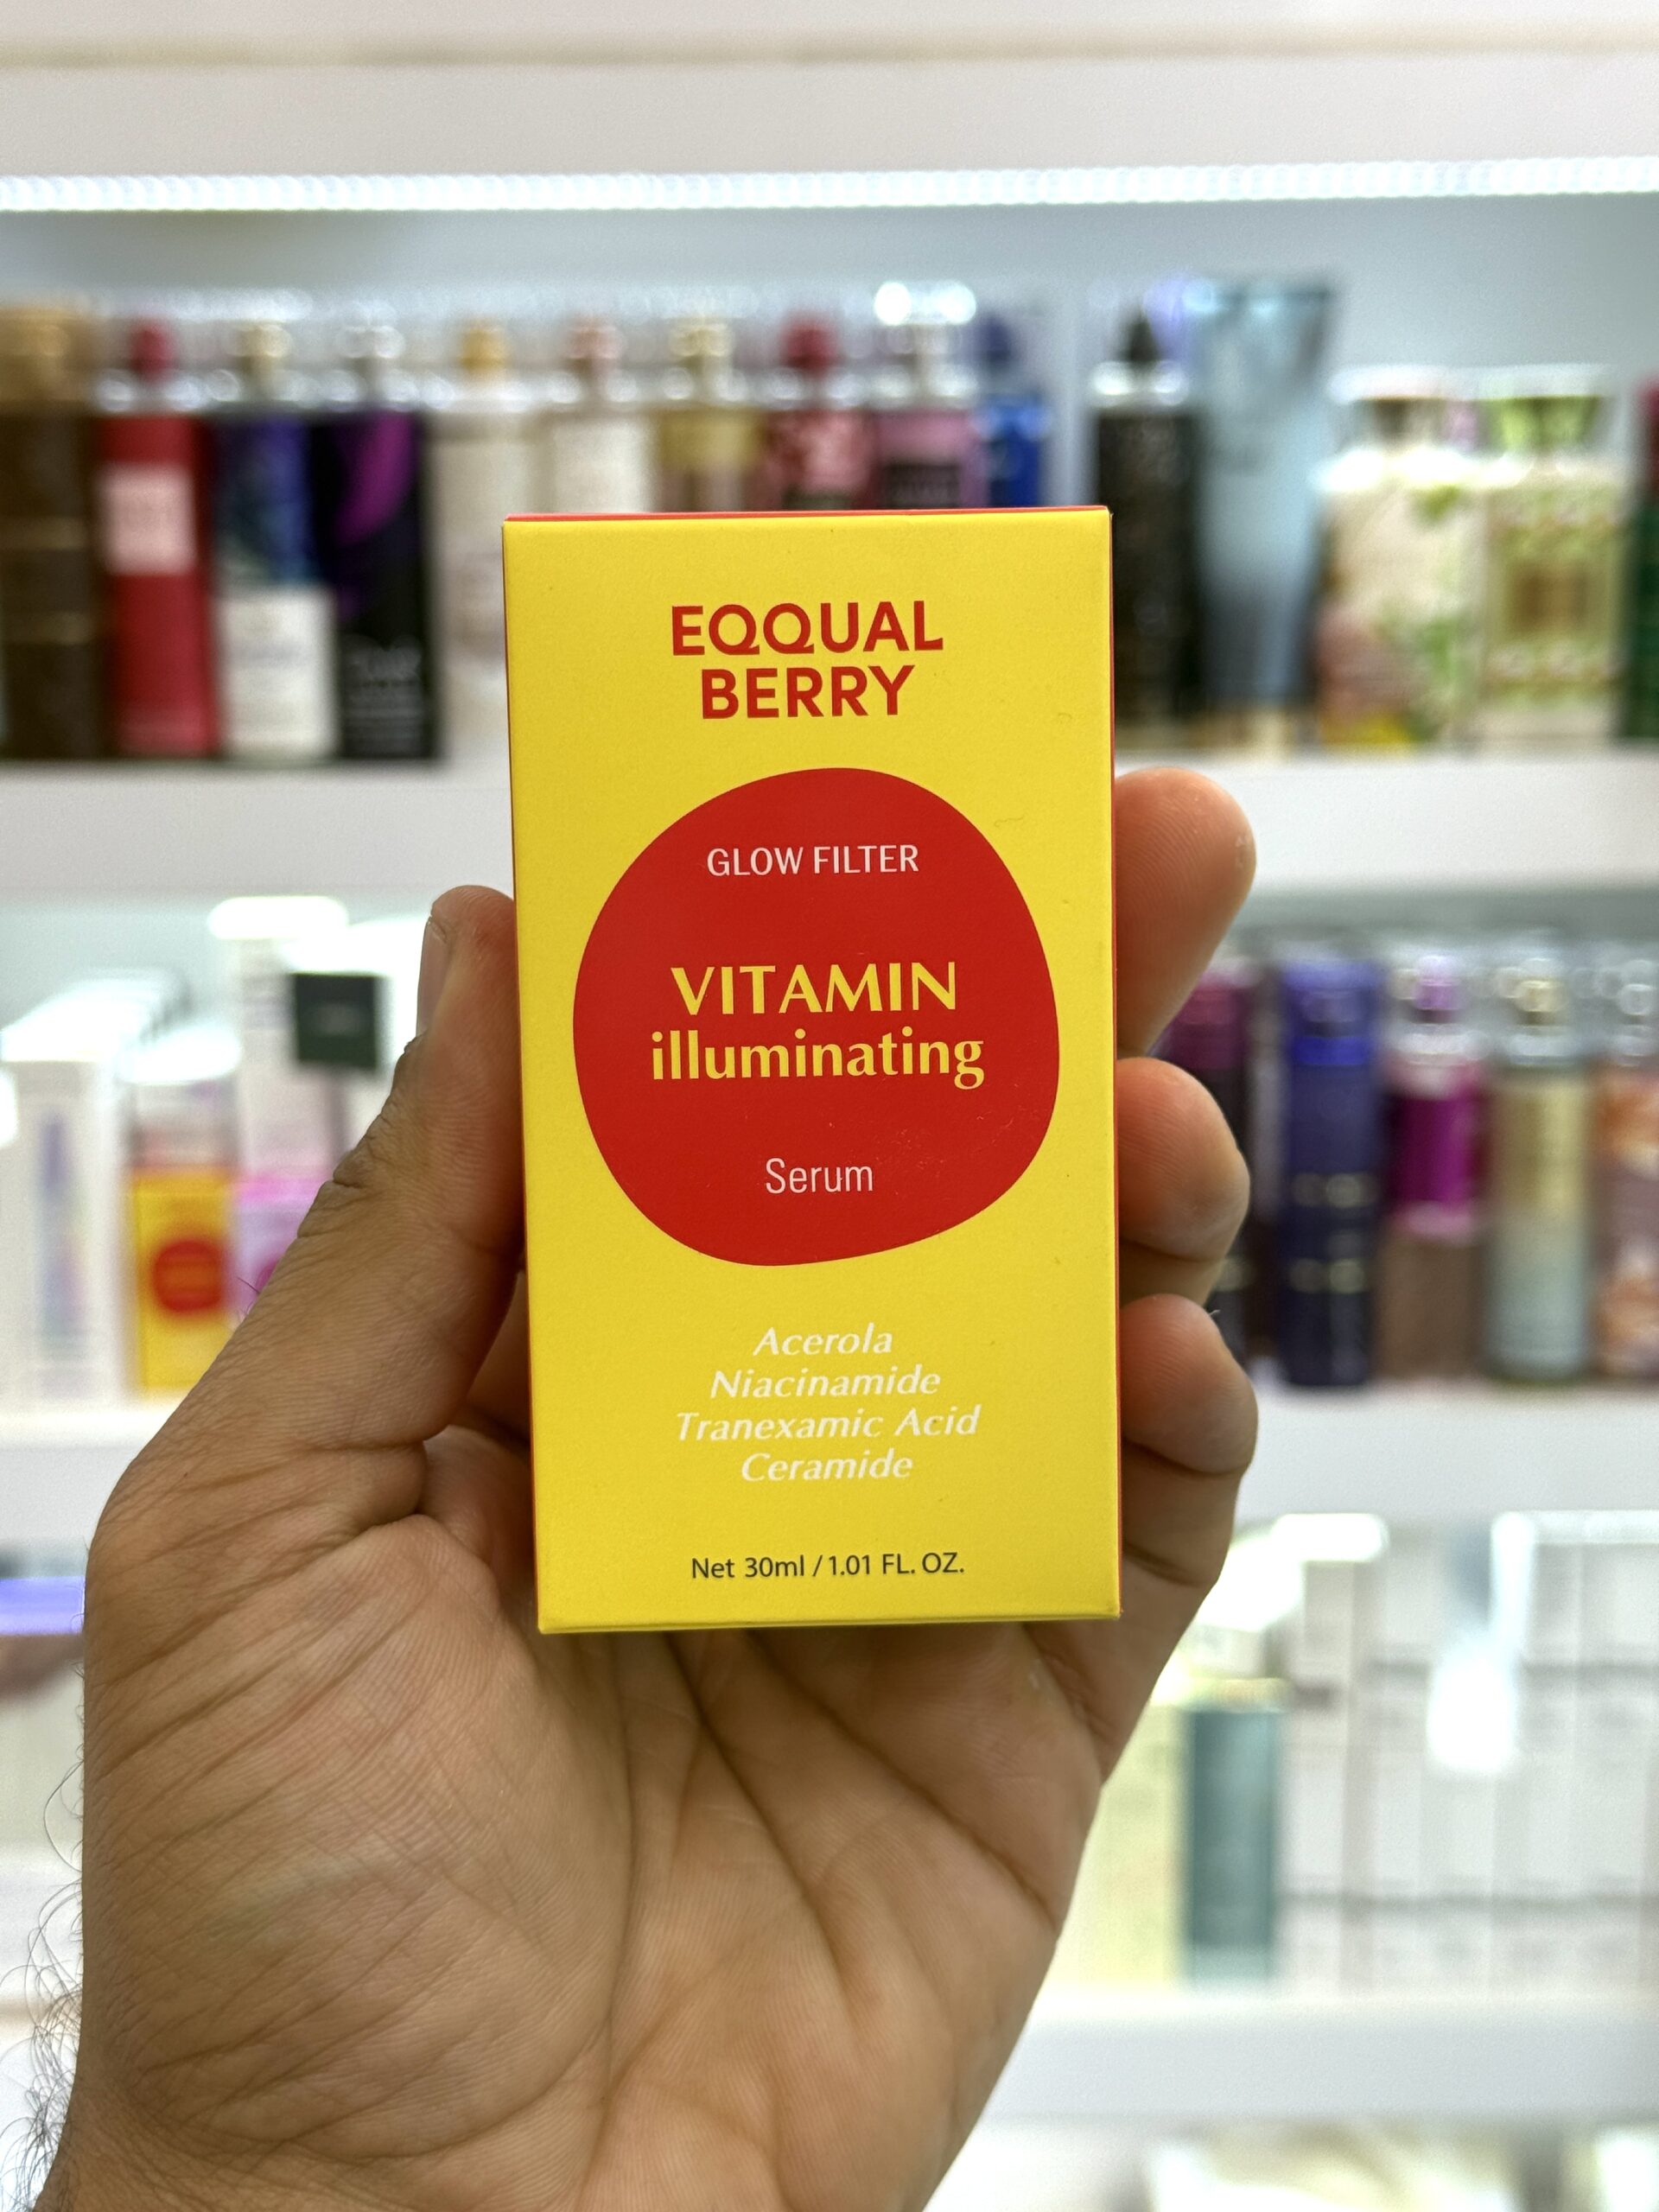 EQQUAL
BERRY
GLOW FILTER
VITAMIN
illuminating
Serum
Acerola
Niacinamide
Tranexamic Acid
Ceramide
Net 30ml / 1.01 FL. OZ.